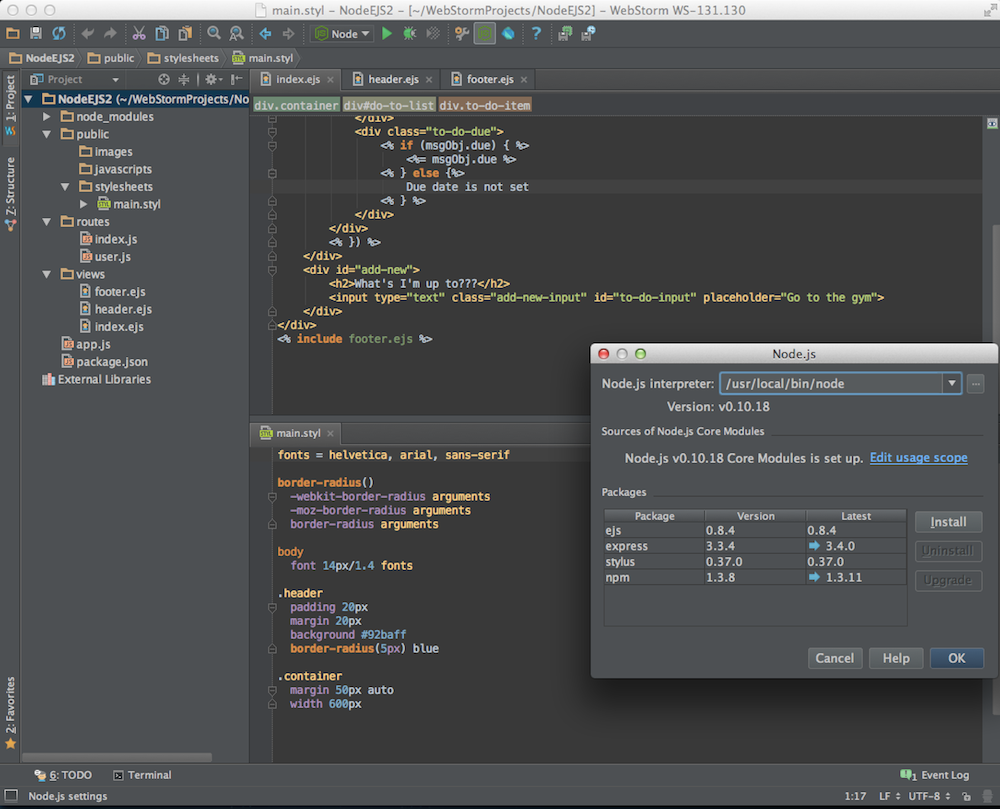 main.styl - NodeEJS2 - [~/WebStormProjects/NodeEJS2] - WebStorm WS-131.130
Node
NodeEJS2 public stylesheets main.styl
1: Project
Z: Structure
2: Favorites
Project
NodeEJS2 (~/WebStormProjects/No
node_modules
public
images
javascripts
stylesheets
main.styl
routes
index.js
user.js
views
footer.ejs
header.ejs
index.ejs
app.js
package.json
External Libraries
index.ejs header.ejs footer.ejs
div.container div#do-to-list div.to-do-item
</div>
<div class="to-do-due">
<% if (msgObj.due) { %>
<%= msgObj.due %>
<% } else {%>
Due date is not set
<% } %>
</div>
</div>
<% }) %>
</div>
<div id="add-new">
<h2>What's I'm up to???</h2>
<input type="text" class="add-new-input" id="to-do-input" placeholder="Go to the gym">
</div>
</div>
<% include footer.ejs %>
main.styl
fonts = helvetica, arial, sans-serif
border-radius()
-webkit-border-radius arguments
-moz-border-radius arguments
border-radius arguments
body
font 14px/1.4 fonts
.header
padding 20px
margin 20px
background #92baff
border-radius(5px) blue
.container
margin 50px auto
width 600px
Node.js
Node.js interpreter: /usr/local/bin/node ...
Version: v0.10.18
Sources of Node.js Core Modules
Node.js v0.10.18 Core Modules is set up. Edit usage scope
Packages
Package Version Latest
ejs 0.8.4 0.8.4
express 3.3.4 3.4.0
stylus 0.37.0 0.37.0
npm 1.3.8 1.3.11
Install
Uninstall
Upgrade
Cancel Help OK
6: TODO Terminal 1 Event Log
Node.js settings 1:17 LF UTF-8